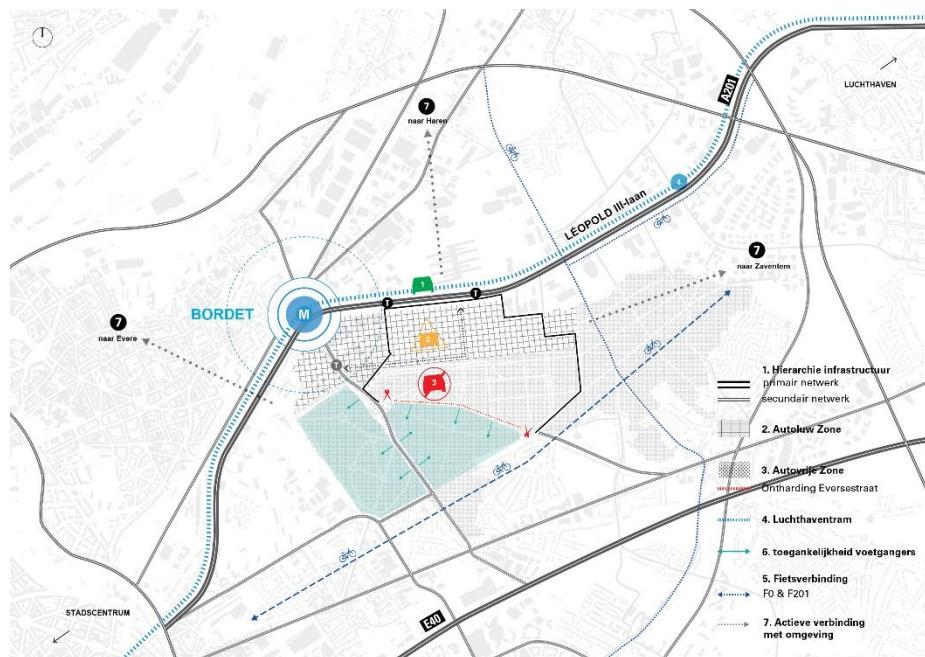 T
LUCHTHAVEN
A201
7
naar Haren
4
LÉOPOLD III-laan
7
naar Zaventem
1
T
T
BORDET
M
7
naar Evere
2
T
3
1. Hierarchie infrastructuur
primair netwerk
secundair netwerk
2. Autoluw Zone
3. Autovrije Zone
Ontharding Eversestraat
4. Luchthaventram
6. toegankelijkheid voetgangers
5. Fietsverbinding
F0 & F201
7. Actieve verbinding
met omgeving
STADSCENTRUM
E40